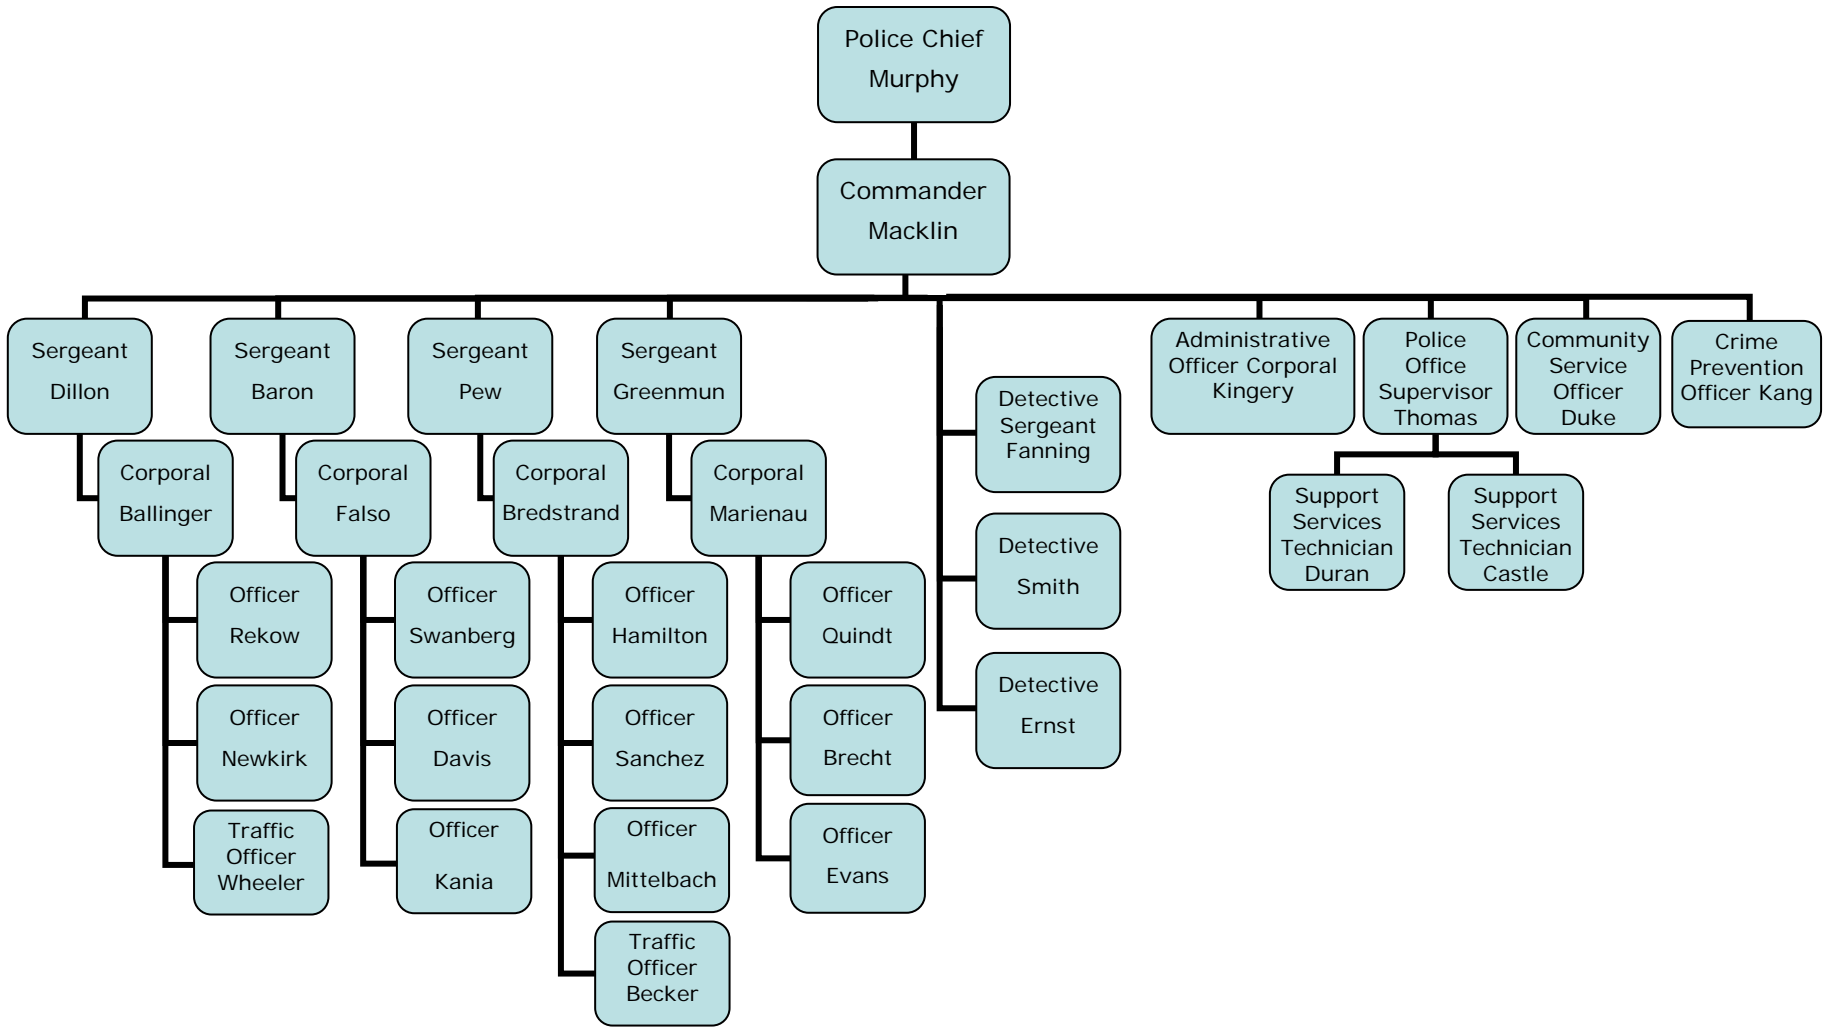 Police Chief
Murphy
Commander
Macklin
Sergeant
Dillon
Sergeant
Baron
Sergeant
Pew
Sergeant
Greenmun
Administrative
Officer Corporal
Kingery
Police
Office
Supervisor
Thomas
Community
Service
Officer
Duke
Crime
Prevention
Officer Kang
Detective
Sergeant
Fanning
Corporal
Ballinger
Corporal
Falso
Corporal
Bredstrand
Corporal
Marienau
Support
Services
Technician
Duran
Support
Services
Technician
Castle
Detective
Smith
Officer
Rekow
Officer
Swanberg
Officer
Hamilton
Officer
Quindt
Detective
Ernst
Officer
Newkirk
Officer
Davis
Officer
Sanchez
Officer
Brecht
Traffic
Officer
Wheeler
Officer
Kania
Officer
Mittelbach
Officer
Evans
Traffic
Officer
Becker